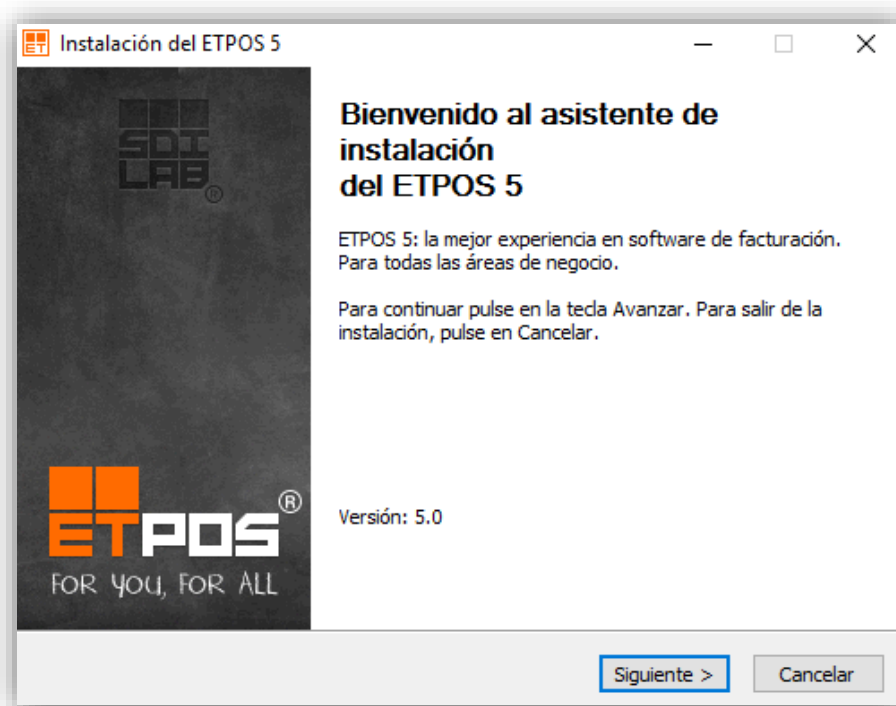 Instalación del ETPOS 5
SDI
LAB
®
Bienvenido al asistente de
instalación
del ETPOS 5
ETPOS 5: la mejor experiencia en software de facturación.
Para todas las áreas de negocio.
Para continuar pulse en la tecla Avanzar. Para salir de la
instalación, pulse en Cancelar.
ET
ETPOS®
FOR YOU, FOR ALL
Versión: 5.0
Siguiente >
Cancelar